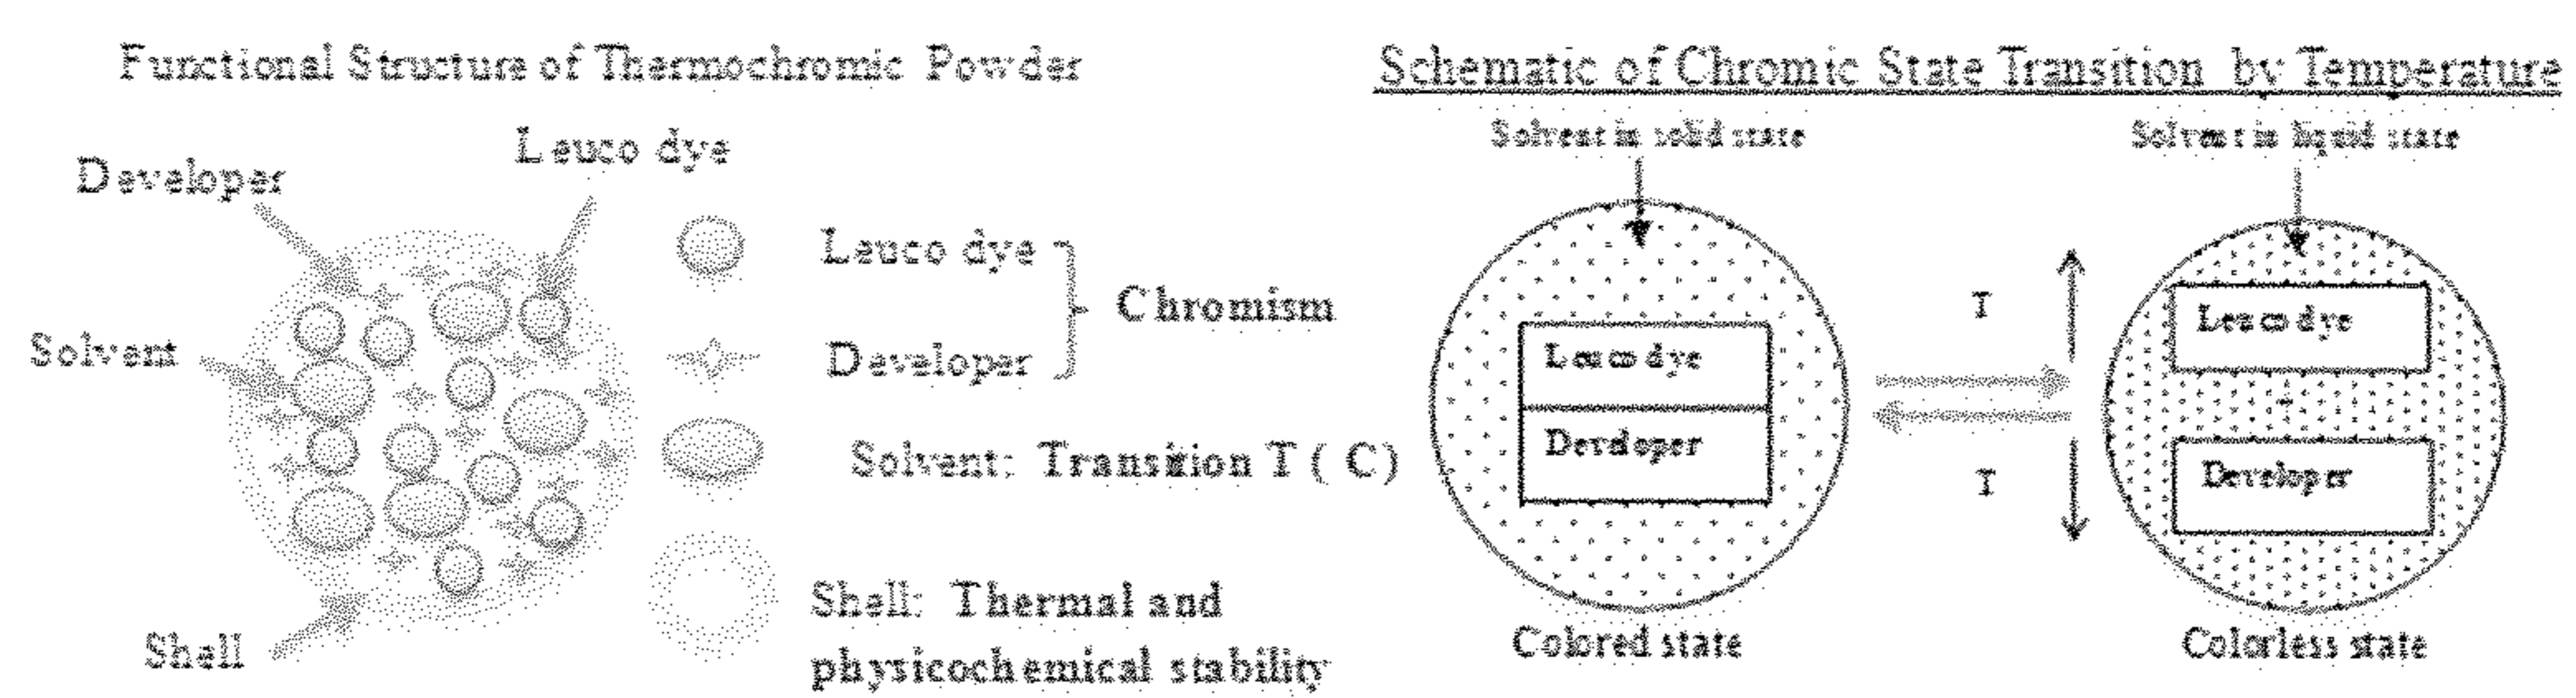 Functional Structure of Thermochromic Powder
Developer
Leuco dye
Solvent
Shell
Leuco dye
Developer
Chromism
Solvent: Transition T ( C)
Shell: Thermal and
physicochemical stability
Schematic of Chromic State Transition by Temperature
Solvent in solid state
Leuco dye
Developer
Colored state
T
T
Solvent in liquid state
Leuco dye
+
Developer
Colorless state